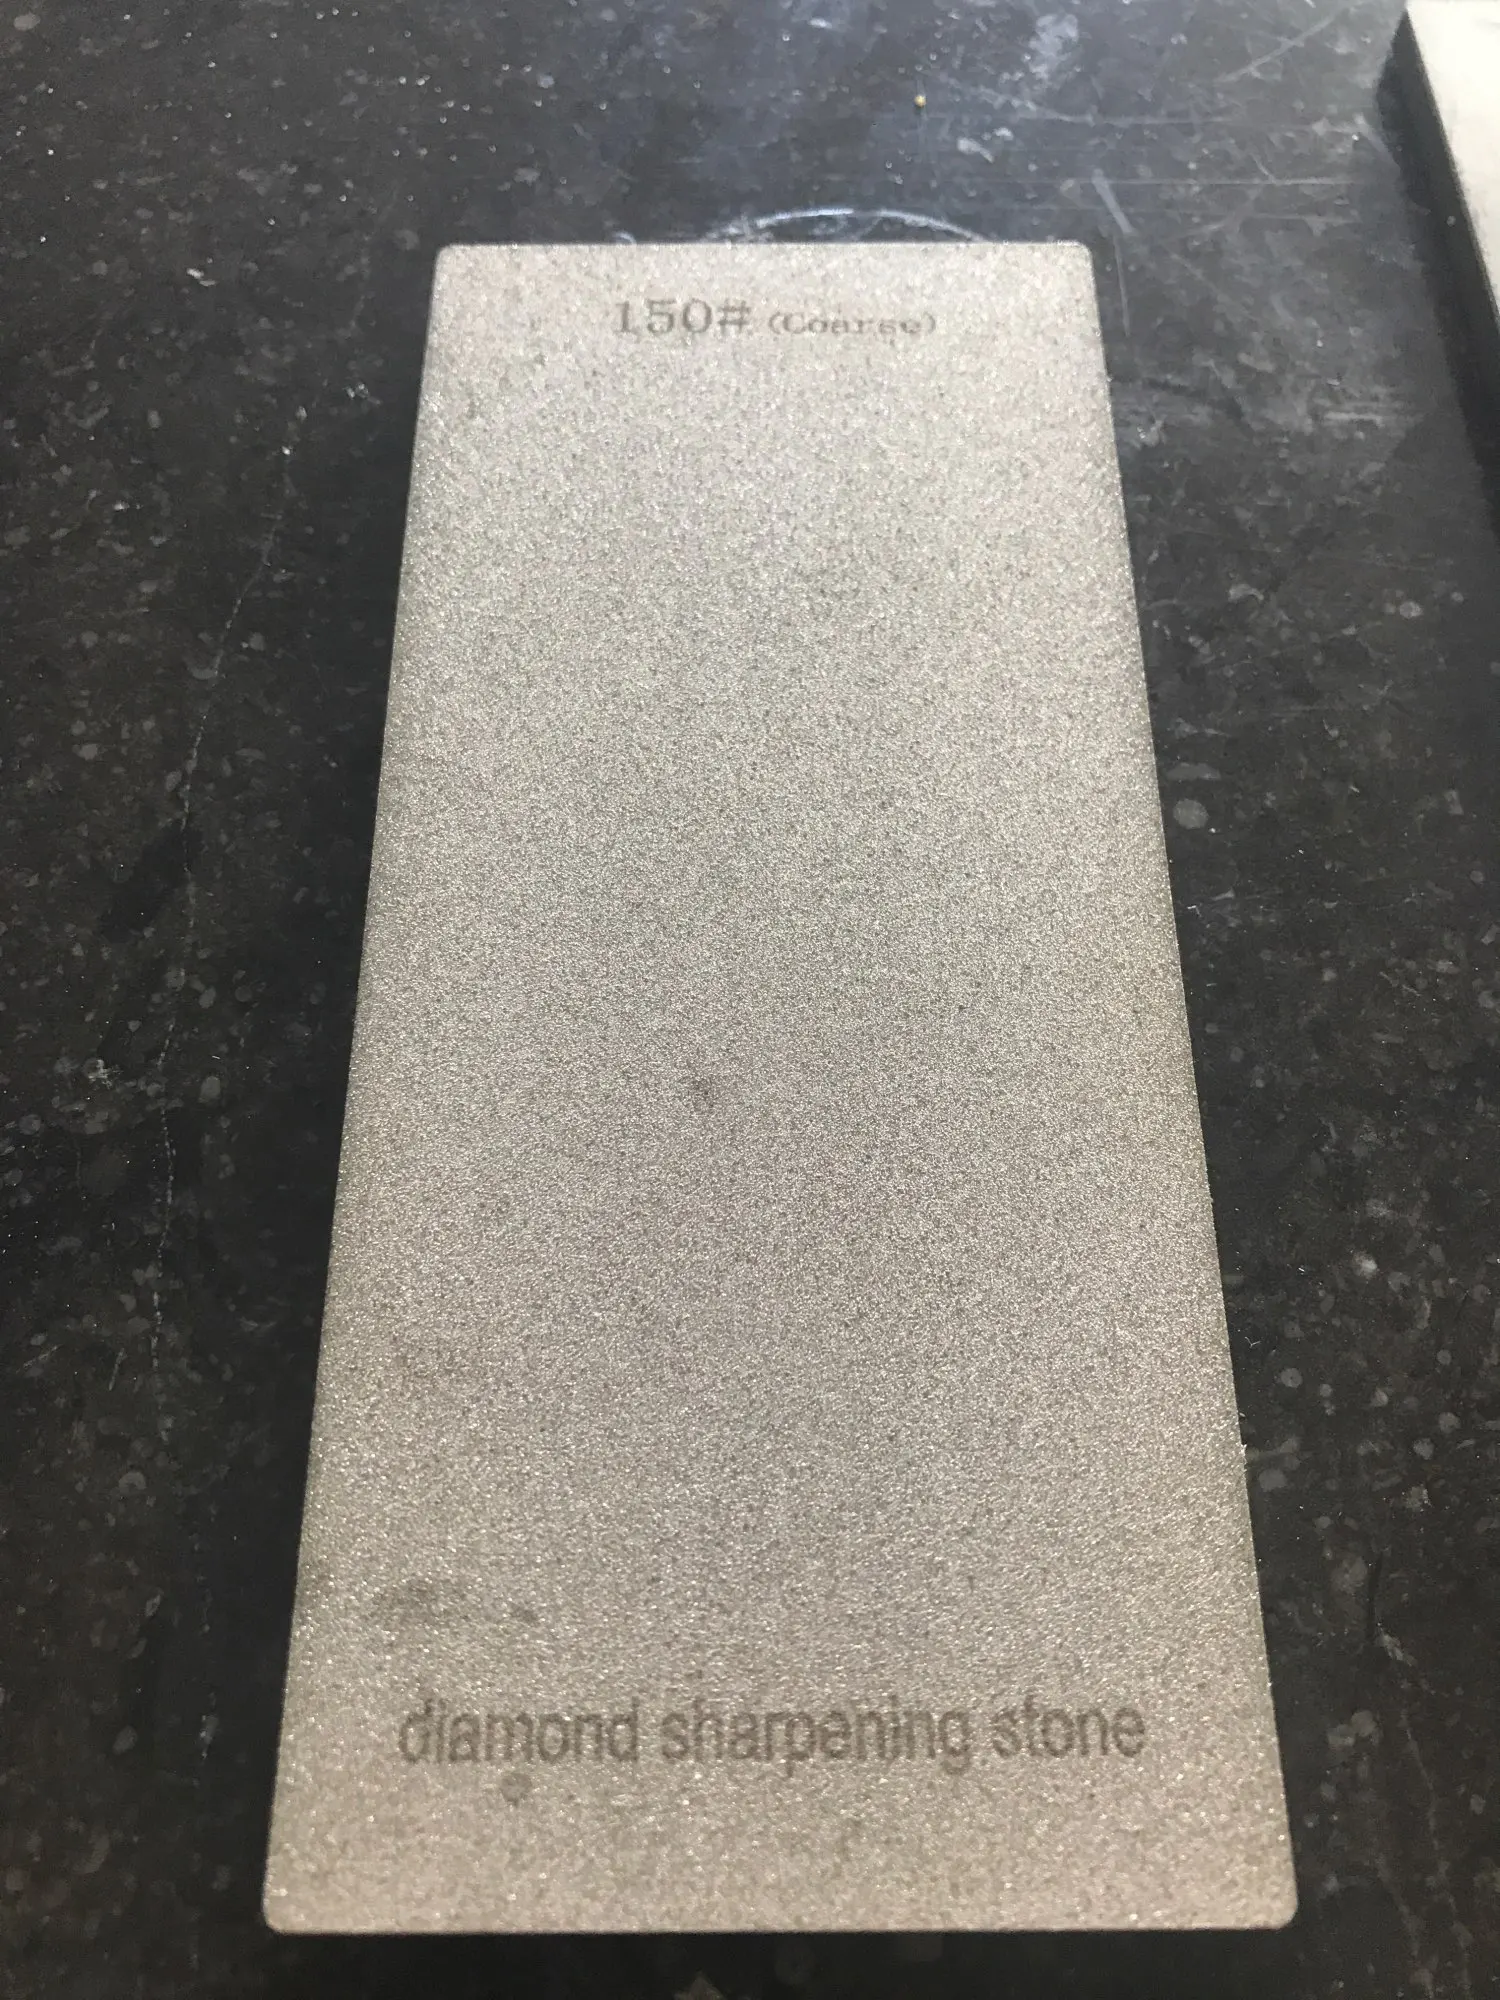 150# (Coarse)
diamond sharpening stone